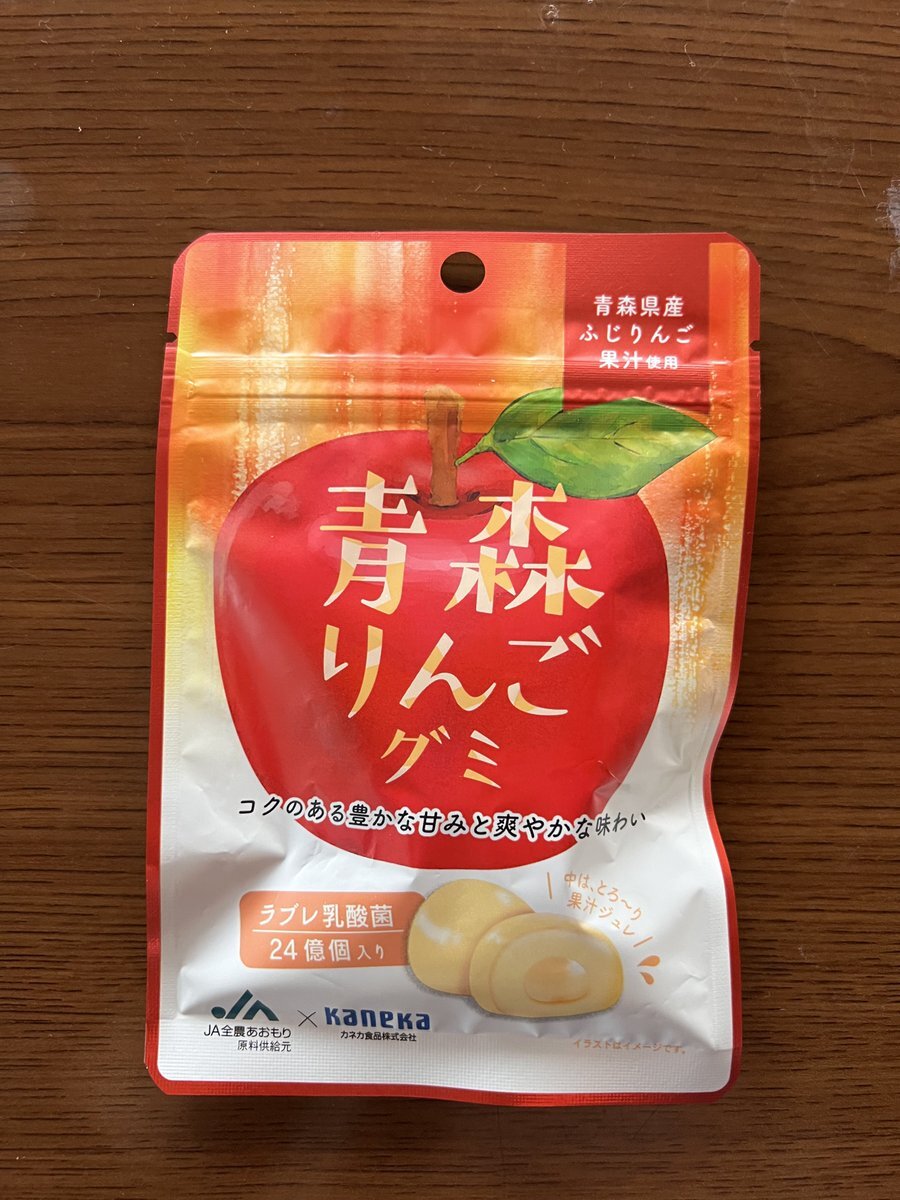 青森県産
ふじりんご
果汁使用
青森
りんご
グミ
コクのある豊かな甘みと爽やかな味わい
中は、とろ〜り
果汁ジュレ
ラブレ乳酸菌
24億個入り
JA
JA全農あおもり
原料供給元
×
kaneka
カネカ食品株式会社
イラストはイメージです。